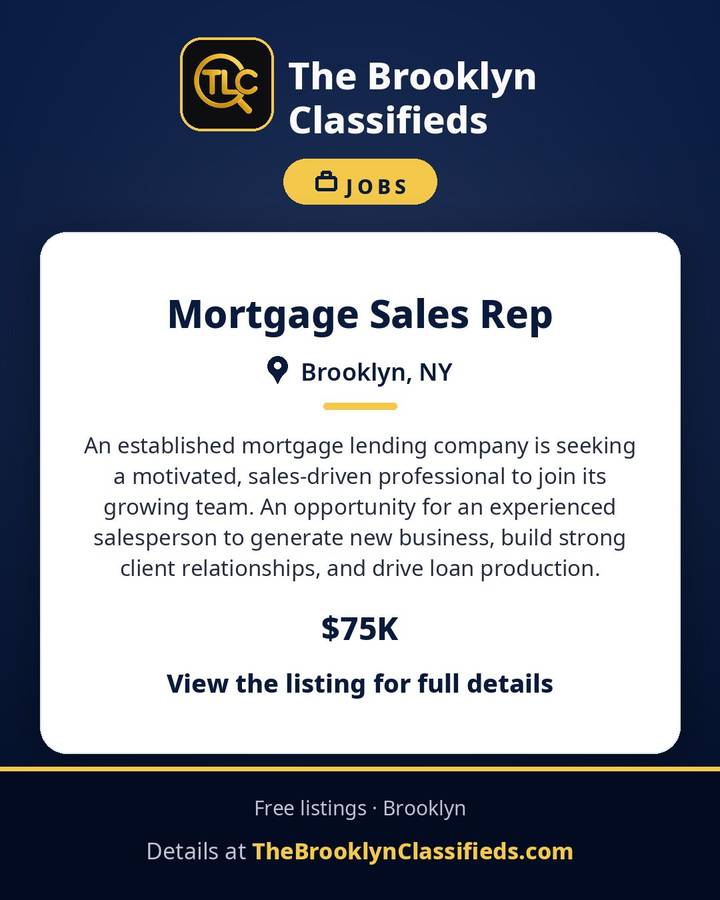 TLC
The Brooklyn
Classifieds
JOBS
Mortgage Sales Rep
Brooklyn, NY
An established mortgage lending company is seeking
a motivated, sales-driven professional to join its
growing team. An opportunity for an experienced
salesperson to generate new business, build strong
client relationships, and drive loan production.
$75K
View the listing for full details
Free listings · Brooklyn
Details at TheBrooklynClassifieds.com